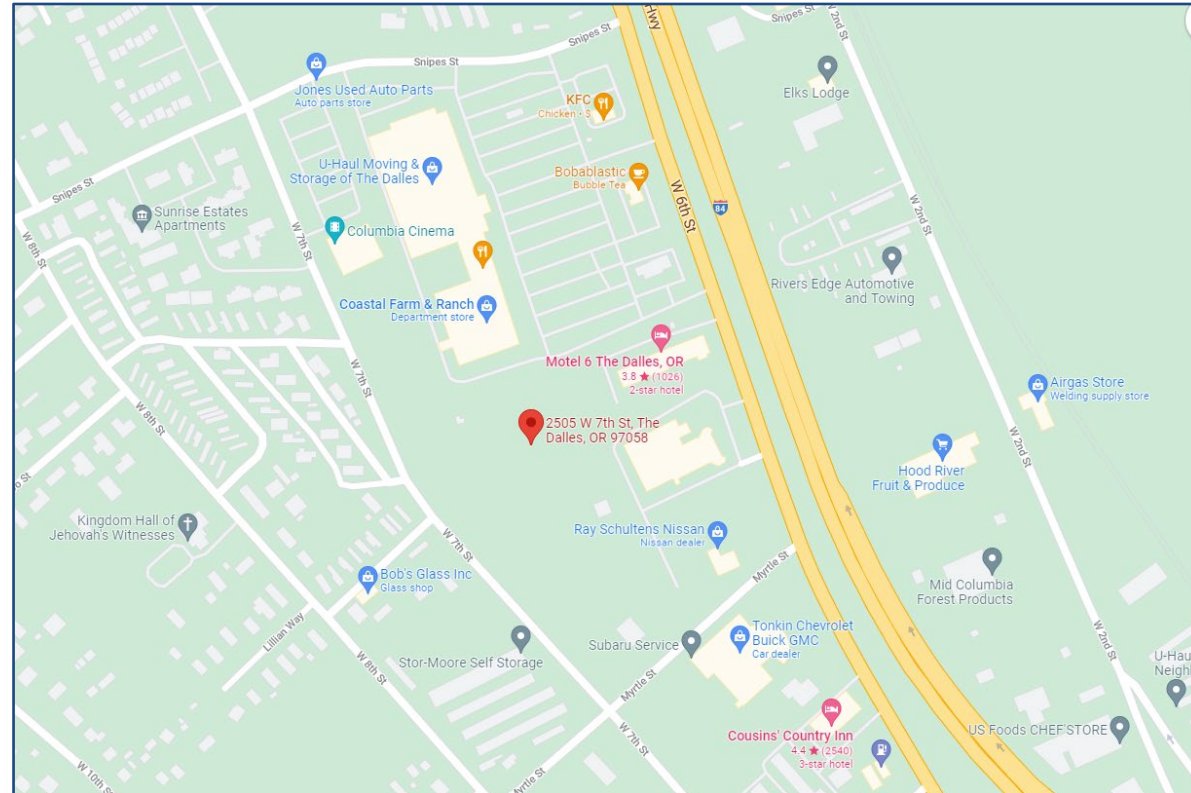 Hwy
Snipes St
W 2nd St
Snipes St
Snipes St
Jones Used Auto Parts
Auto parts store
KFC
Chicken • $
Elks Lodge
U-Haul Moving &
Storage of The Dalles
Bobablastic
Bubble Tea
W 6th St
84
Snipes St
Sunrise Estates
Apartments
W 7th St
Columbia Cinema
W 2nd St
W 8th St
Rivers Edge Automotive
and Towing
Coastal Farm & Ranch
Department store
Motel 6 The Dalles, OR
3.8 ★ (1026)
2-star hotel
W 7th St
Airgas Store
Welding supply store
2505 W 7th St, The
Dalles, OR 97058
W 8th St
W 2nd St
Hood River
Fruit & Produce
o St
Kingdom Hall of
Jehovah's Witnesses
W 7th St
Ray Schultens Nissan
Nissan dealer
Myrtle St
Bob's Glass Inc
Glass shop
Mid Columbia
Forest Products
Lillian Way
Tonkin Chevrolet
Buick GMC
Car dealer
Subaru Service
Stor-Moore Self Storage
W 8th St
Myrtle St
W 2nd St
U-Hau
Neigh
W 7th St
Cousins' Country Inn
4.4 ★ (2540)
3-star hotel
US Foods CHEF'STORE
W 10th St
Myrtle St